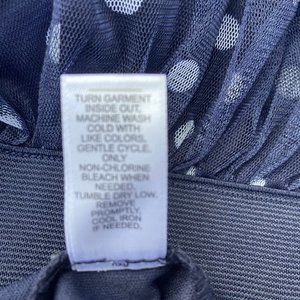 TURN GARMENT
INSIDE OUT,
MACHINE WASH
COLD WITH
LIKE COLORS,
GENTLE CYCLE,
ONLY
NON-CHLORINE
BLEACH WHEN
NEEDED,
TUMBLE DRY LOW,
REMOVE
PROMPTLY,
COOL IRON
IF NEEDED